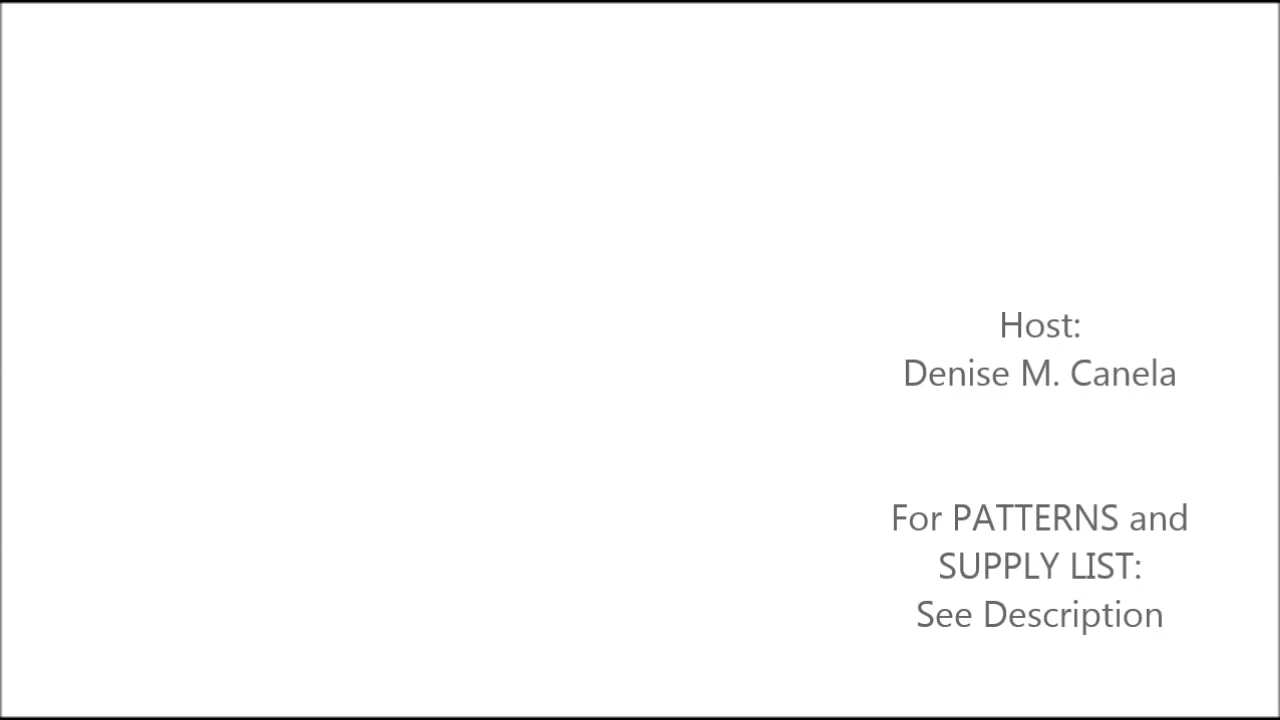 Host:
Denise M. Canela
For PATTERNS and
SUPPLY LIST:
See Description